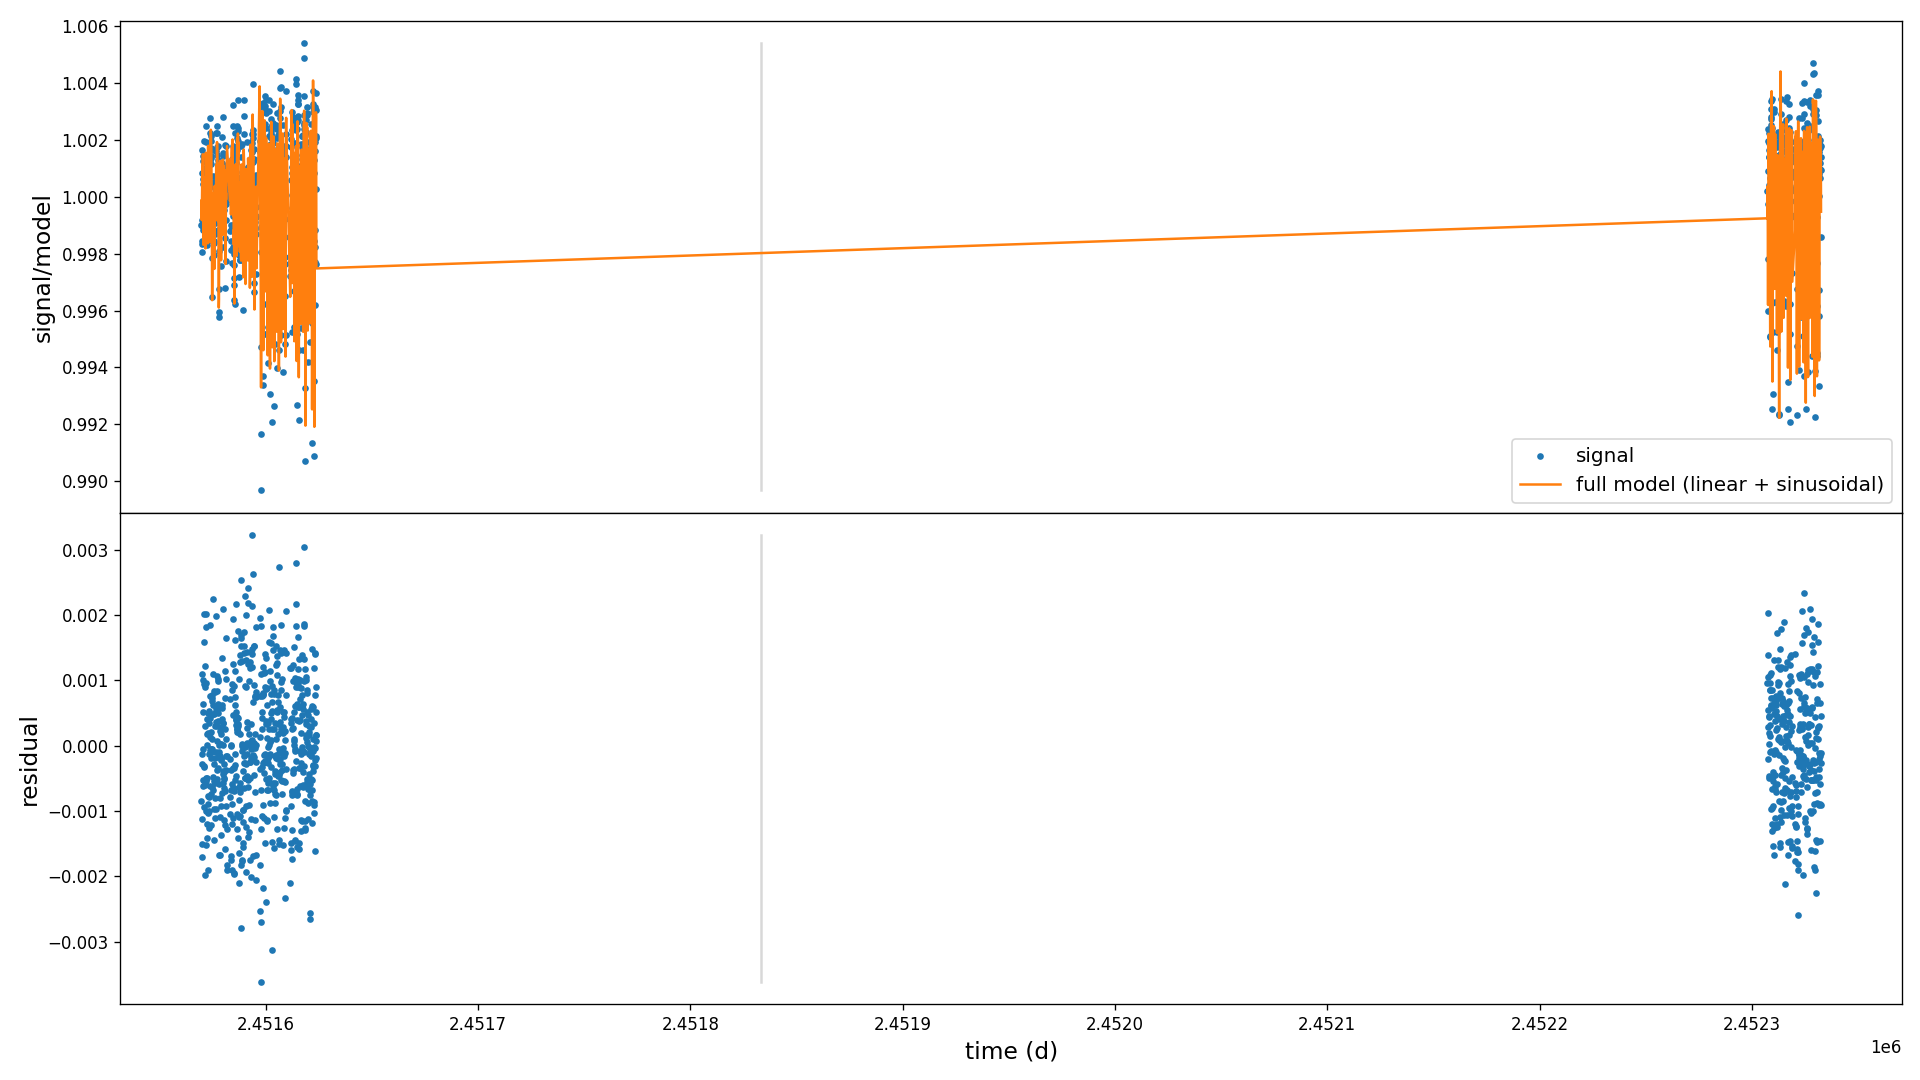 1.006
1.004
1.002
1.000
0.998
0.996
0.994
0.992
0.990
signal/model
signal
full model (linear + sinusoidal)
0.003
0.002
0.001
0.000
−0.001
−0.002
−0.003
residual
2.4516 2.4517 2.4518 2.4519 2.4520 2.4521 2.4522 2.4523
1e6
time (d)